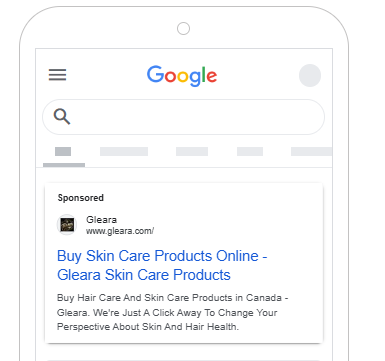 Google
Sponsored
Gleara
www.gleara.com/
Buy Skin Care Products Online -
Gleara Skin Care Products
Buy Hair Care And Skin Care Products in Canada -
Gleara. We're Just A Click Away To Change Your
Perspective About Skin And Hair Health.